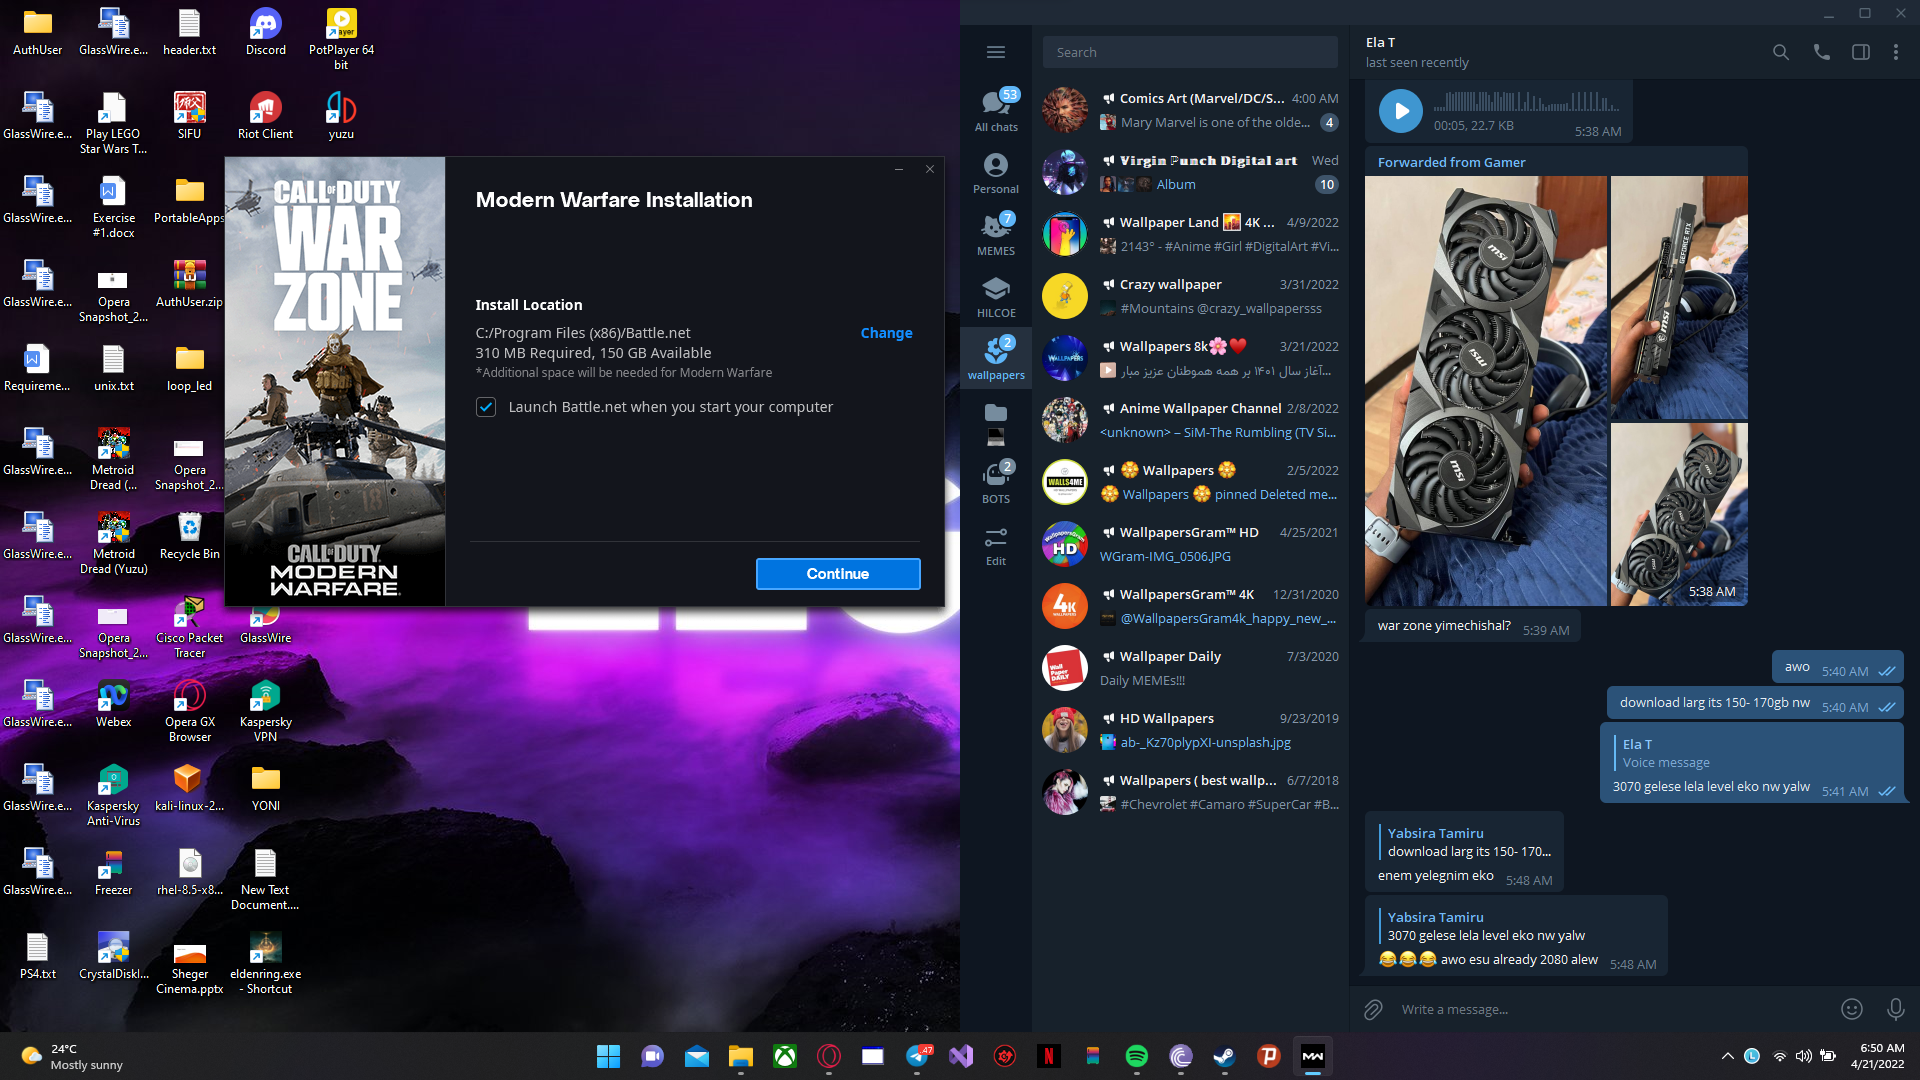 AuthUser
GlassWire.e...
header.txt
Discord
PotPlayer 64
bit
GlassWire.e...
Play LEGO
Star Wars T...
SIFU
Riot Client
yuzu
GlassWire.e...
Exercise
#1.docx
PortableApps
GlassWire.e...
Opera
Snapshot_2...
AuthUser.zip
Requireme...
unix.txt
loop_led
GlassWire.e...
Metroid
Dread (...
Opera
Snapshot_2...
GlassWire.e...
Metroid
Dread (Yuzu)
Recycle Bin
GlassWire.e...
Opera
Snapshot_2...
Cisco Packet
Tracer
GlassWire
GlassWire.e...
Webex
Opera GX
Browser
Kaspersky
VPN
GlassWire.e...
Kaspersky
Anti-Virus
kali-linux-2...
YONI
GlassWire.e...
Freezer
rhel-8.5-x8...
New Text
Document....
PS4.txt
CrystalDiskI...
Sheger
Cinema.pptx
eldenring.exe
- Shortcut
CALL OF DUTY
WAR
ZONE
CALL OF DUTY
MODERN
WARFARE.
Modern Warfare Installation
Install Location
C:/Program Files (x86)/Battle.net
Change
310 MB Required, 150 GB Available
*Additional space will be needed for Modern Warfare
Launch Battle.net when you start your computer
Continue
53
All chats
Personal
7
MEMES
HILCOE
2
wallpapers
2
BOTS
Edit
Search
Comics Art (Marvel/DC/S... 4:00 AM
Mary Marvel is one of the olde... 4
Virgin Punch Digital art Wed
Album 10
Wallpaper Land 🌇 4K ... 4/9/2022
2143° - #Anime #Girl #DigitalArt #Vi...
Crazy wallpaper 3/31/2022
#Mountains @crazy_wallpapersss
Wallpapers 8k🌸♥ 3/21/2022
آغاز سال ۱۴۰۱ بر همه هموطنان عزیز مبار...
Anime Wallpaper Channel 2/8/2022
<unknown> – SiM-The Rumbling (TV Si...
🏵 Wallpapers 🏵 2/5/2022
🏵 Wallpapers 🏵 pinned Deleted me...
WALLS4ME
WallpapersGram™ HD 4/25/2021
WGram-IMG_0506.JPG
HD
WallpapersGram™ 4K 12/31/2020
@WallpapersGram4k_happy_new_...
4K
Wallpaper Daily 7/3/2020
Daily MEMEs!!!
Wall
Paper
DAILY
HD Wallpapers 9/23/2019
ab-_Kz70plypXI-unsplash.jpg
Wallpapers ( best wallp... 6/7/2018
#Chevrolet #Camaro #SuperCar #B...
Ela T
last seen recently
00:05, 22.7 KB 5:38 AM
Forwarded from Gamer
msi
msi
msi
GEFORCE RTX
msi
5:38 AM
war zone yimechishal? 5:39 AM
awo 5:40 AM
download larg its 150- 170gb nw 5:40 AM
Ela T
Voice message
3070 gelese lela level eko nw yalw 5:41 AM
Yabsira Tamiru
download larg its 150- 170...
enem yelegnim eko 5:48 AM
Yabsira Tamiru
3070 gelese lela level eko nw yalw
😂😂😂 awo esu already 2080 alew 5:48 AM
Write a message...
24°C
Mostly sunny
47
6:50 AM
4/21/2022